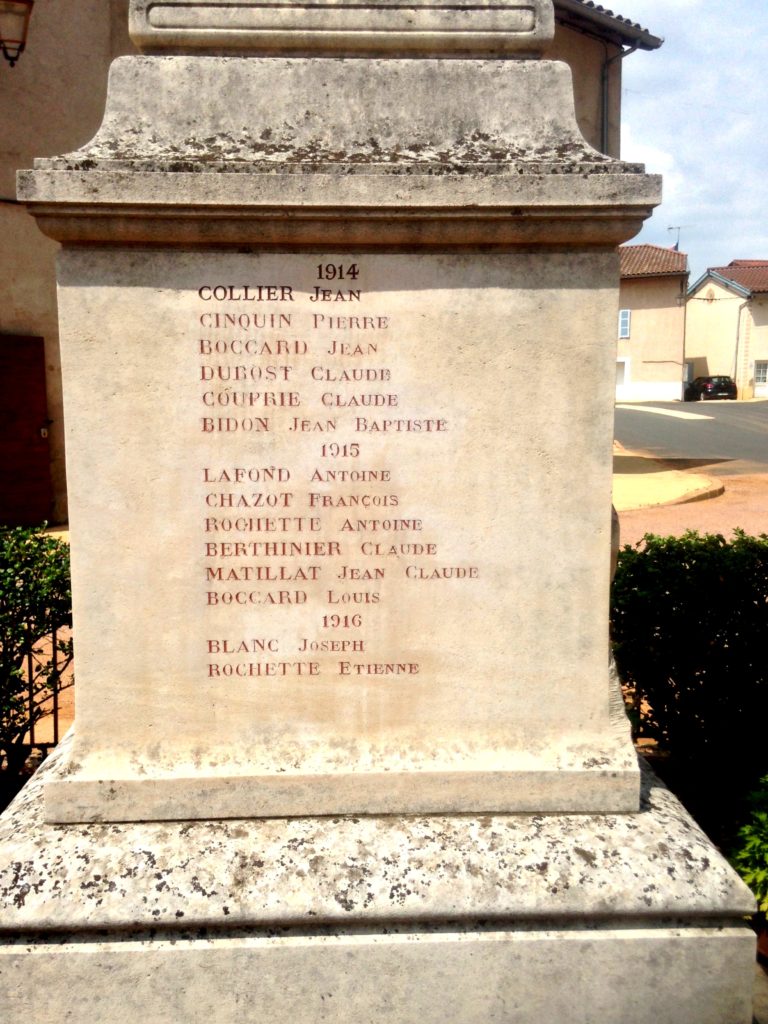 1914
COLLIER JEAN
CINQUIN PIERRE
BOCCARD JEAN
DUBOST CLAUDE
COUPRIE CLAUDE
BIDON JEAN BAPTISTE
1915
LAFOND ANTOINE
CHAZOT FRANÇOIS
ROCHETTE ANTOINE
BERTHINIER CLAUDE
MATILLAT JEAN CLAUDE
BOCCARD LOUIS
1916
BLANC JOSEPH
ROCHETTE ETIENNE